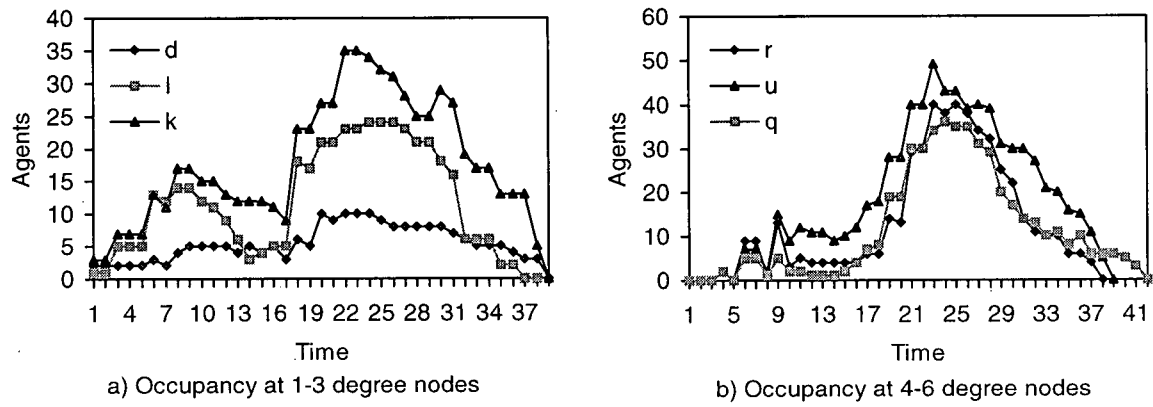 40
35
30
25
20
15
10
5
0
Agents
d
l
k
1 4 7 10 13 16 19 22 25 28 31 34 37
Time
a) Occupancy at 1-3 degree nodes
60
50
40
30
20
10
0
Agents
r
u
q
1 5 9 13 17 21 25 29 33 37 41
Time
b) Occupancy at 4-6 degree nodes